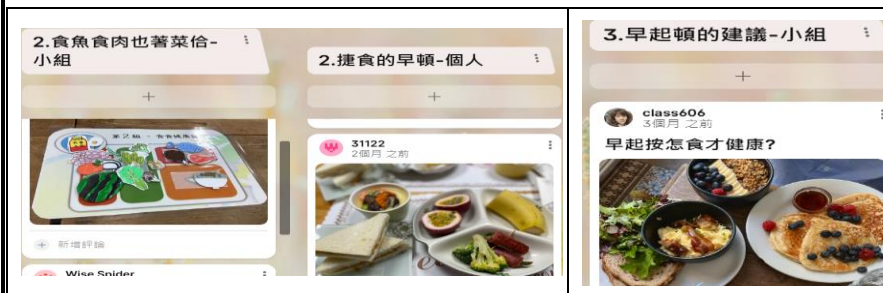 2.食魚食肉也著菜佮-
小組
2.捷食的早頓-個人
31122
2個月 之前
新增評論
Wise Spider
3.早起頓的建議-小組
class606
3個月 之前
早起按怎食才健康?